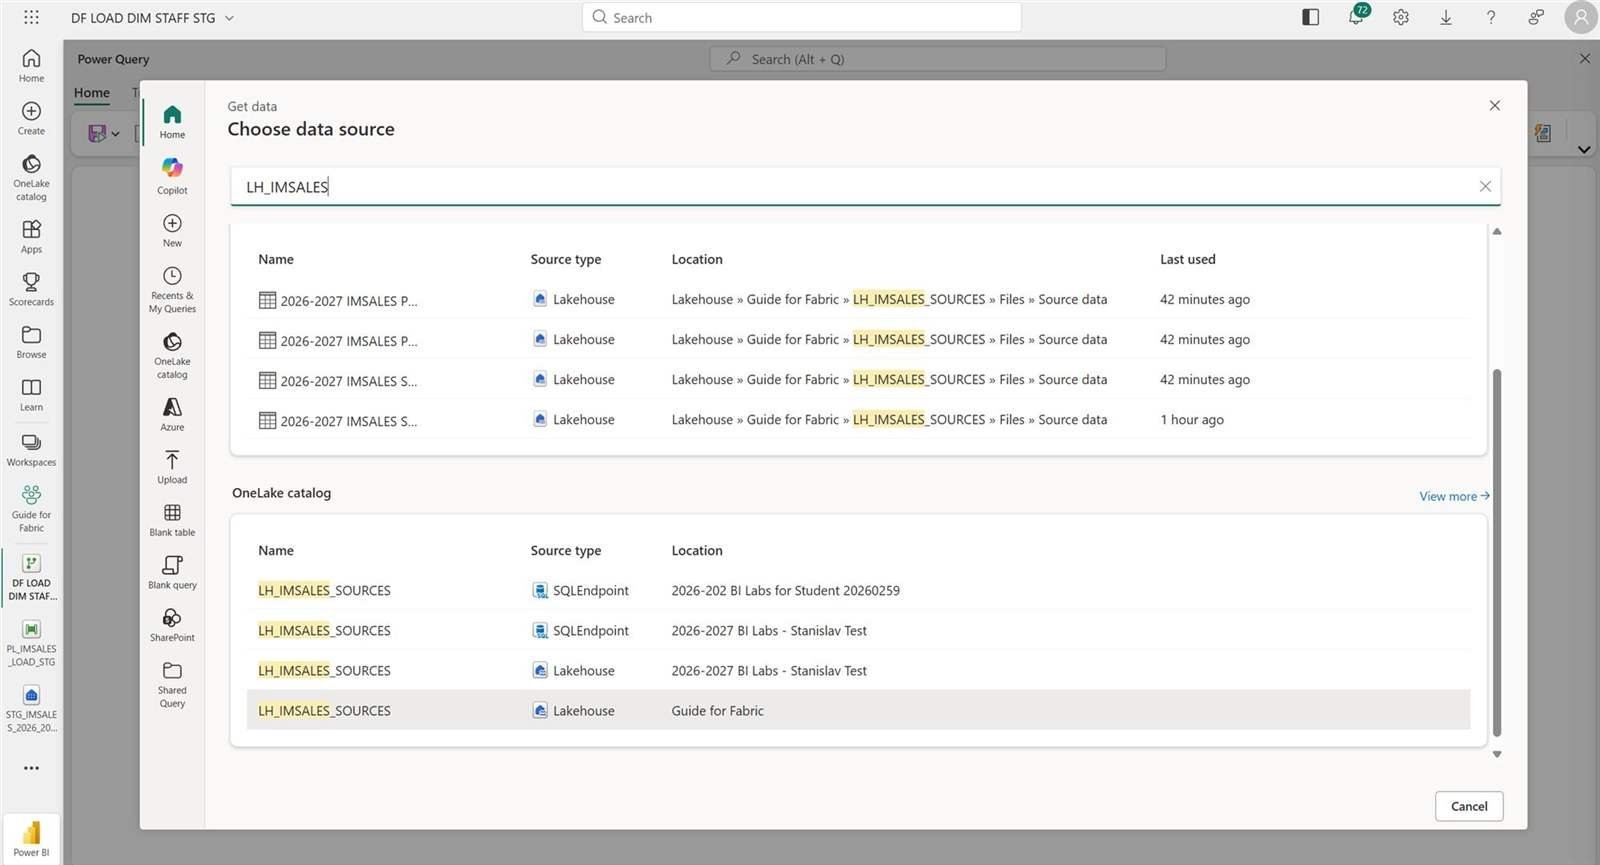 DF LOAD DIM STAFF STG
Search
72
Power Query
Search (Alt + Q)
Home
Home
Create
OneLake
catalog
Apps
Scorecards
Browse
Learn
Workspaces
Guide for
Fabric
DF LOAD
DIM STAF...
PL_IMSALES
_LOAD_STG
STG_IMSALE
S_2026_20...
Power BI
Home
Copilot
New
Recents &
My Queries
OneLake
catalog
Azure
Upload
Blank table
Blank query
SharePoint
Shared
Query
Get data
Choose data source
LH_IMSALES
Name Source type Location Last used
2026-2027 IMSALES P... Lakehouse Lakehouse » Guide for Fabric » LH_IMSALES_SOURCES » Files » Source data 42 minutes ago
2026-2027 IMSALES P... Lakehouse Lakehouse » Guide for Fabric » LH_IMSALES_SOURCES » Files » Source data 42 minutes ago
2026-2027 IMSALES S... Lakehouse Lakehouse » Guide for Fabric » LH_IMSALES_SOURCES » Files » Source data 42 minutes ago
2026-2027 IMSALES S... Lakehouse Lakehouse » Guide for Fabric » LH_IMSALES_SOURCES » Files » Source data 1 hour ago
OneLake catalog View more
Name Source type Location
LH_IMSALES_SOURCES SQLEndpoint 2026-202 BI Labs for Student 20260259
LH_IMSALES_SOURCES SQLEndpoint 2026-2027 BI Labs - Stanislav Test
LH_IMSALES_SOURCES Lakehouse 2026-2027 BI Labs - Stanislav Test
LH_IMSALES_SOURCES Lakehouse Guide for Fabric
Cancel